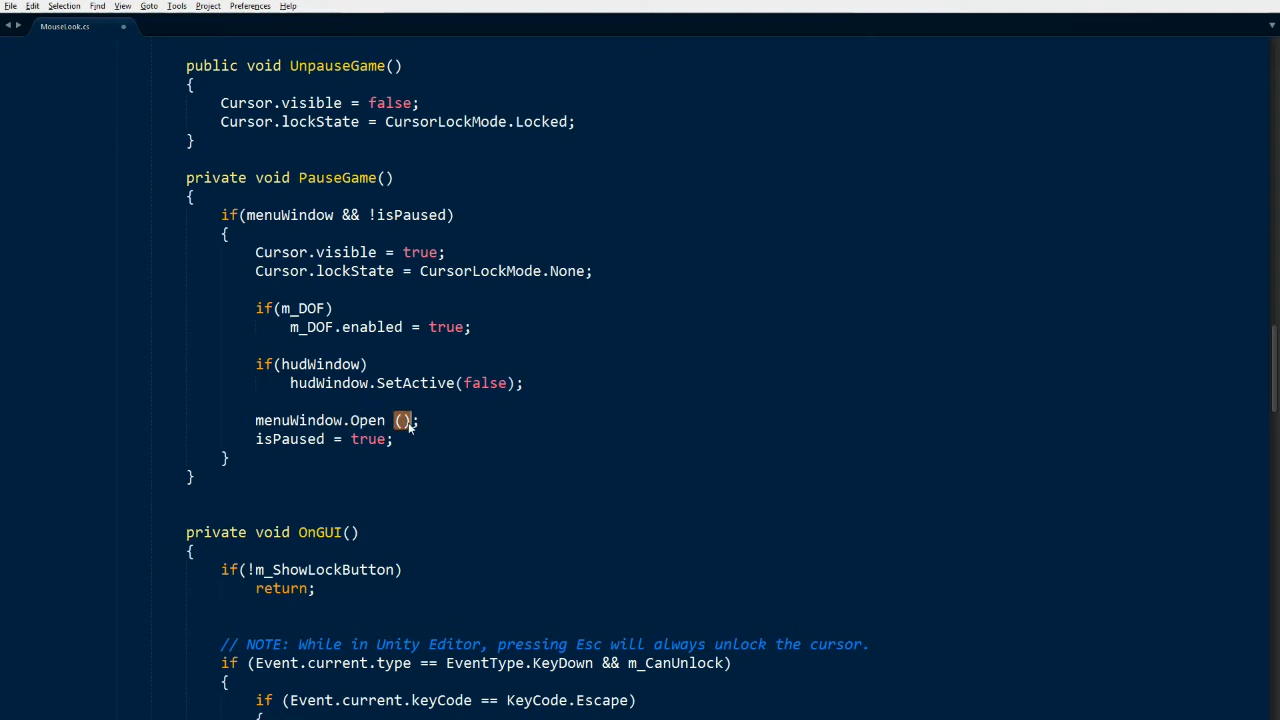 File Edit Selection Find View Goto Tools Project Preferences Help
MouseLook.cs
public void UnpauseGame()
{
Cursor.visible = false;
Cursor.lockState = CursorLockMode.Locked;
}
private void PauseGame()
{
if(menuWindow && !isPaused)
{
Cursor.visible = true;
Cursor.lockState = CursorLockMode.None;
if(m_DOF)
m_DOF.enabled = true;
if(hudWindow)
hudWindow.SetActive(false);
menuWindow.Open ();
isPaused = true;
}
}
private void OnGUI()
{
if(!m_ShowLockButton)
return;
// NOTE: While in Unity Editor, pressing Esc will always unlock the cursor.
if (Event.current.type == EventType.KeyDown && m_CanUnlock)
{
if (Event.current.keyCode == KeyCode.Escape)
{